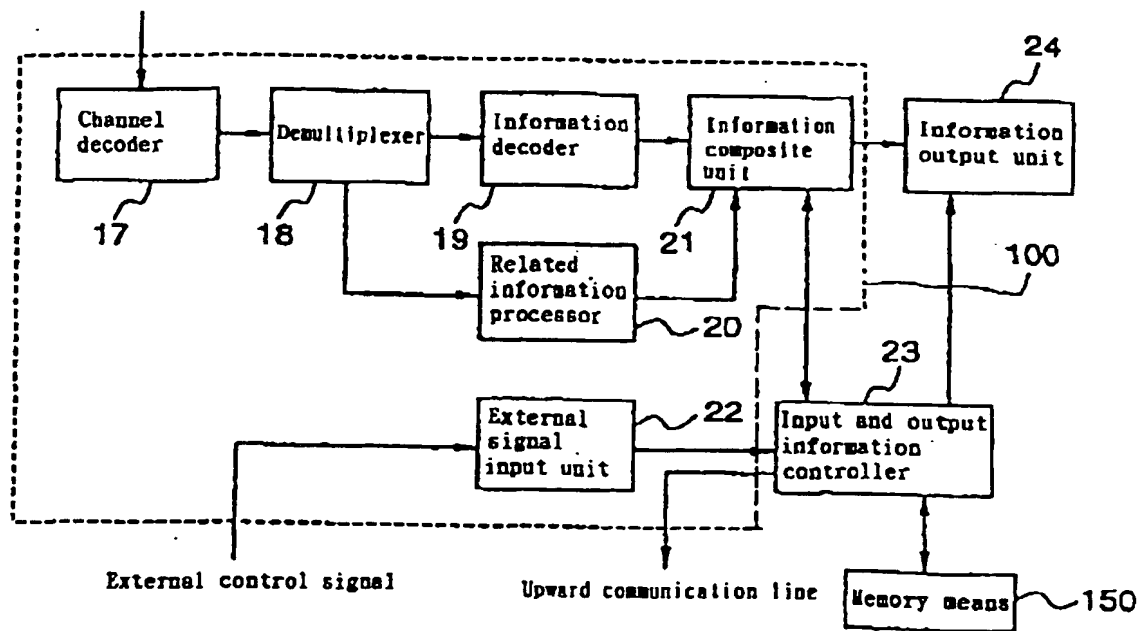 24
Channel
decoder
Demultiplexer
Information
decoder
Information
composite
unit
Information
output unit
17
18
19
21
100
Related
information
processor
20
23
22
External
signal
input unit
Input and output
information
controller
External control signal
Upward communication line
Memory means
150